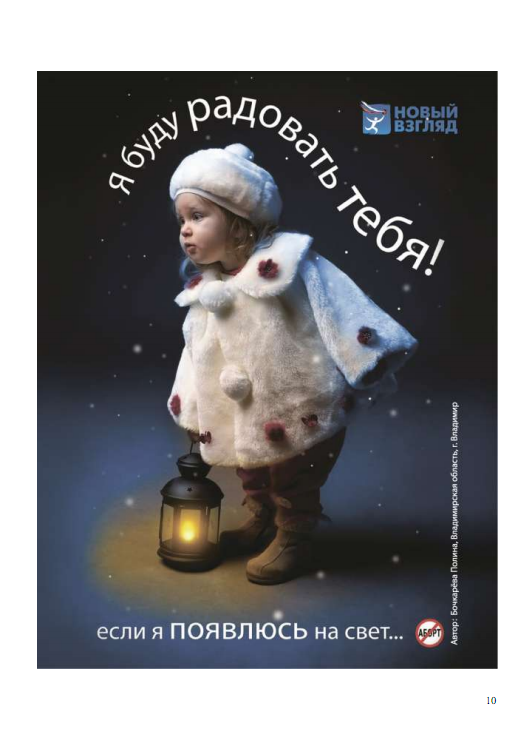 Я буду радовать тебя!
НОВЫЙ
ВЗГЛЯД
если я ПОЯВЛЮСЬ на свет...
АБОРТ
Автор: Бочкарёва Полина, Владимирская область, г. Владимир
10